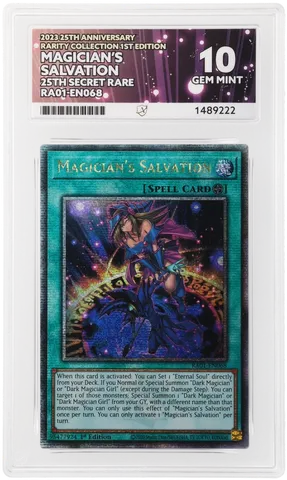 2023 25TH ANNIVERSARY
RARITY COLLECTION 1ST EDITION
MAGICIAN'S
SALVATION
25TH SECRET RARE
RA01-EN068
10
GEM MINT
1489222
MAGICIAN'S SALVATION
[SPELL CARD]
RA01-EN068
When this card is activated: You can Set 1 "Eternal Soul" directly
from your Deck. If you Normal or Special Summon "Dark Magician"
or "Dark Magician Girl" (except during the Damage Step): You can
target 1 of those monsters; Special Summon 1 "Dark Magician"
or "Dark Magician Girl" from your GY, with a different name than that
monster. You can only use this effect of "Magician's Salvation"
once per turn. You can only activate 1 "Magician's Salvation" per
turn.
1st Edition